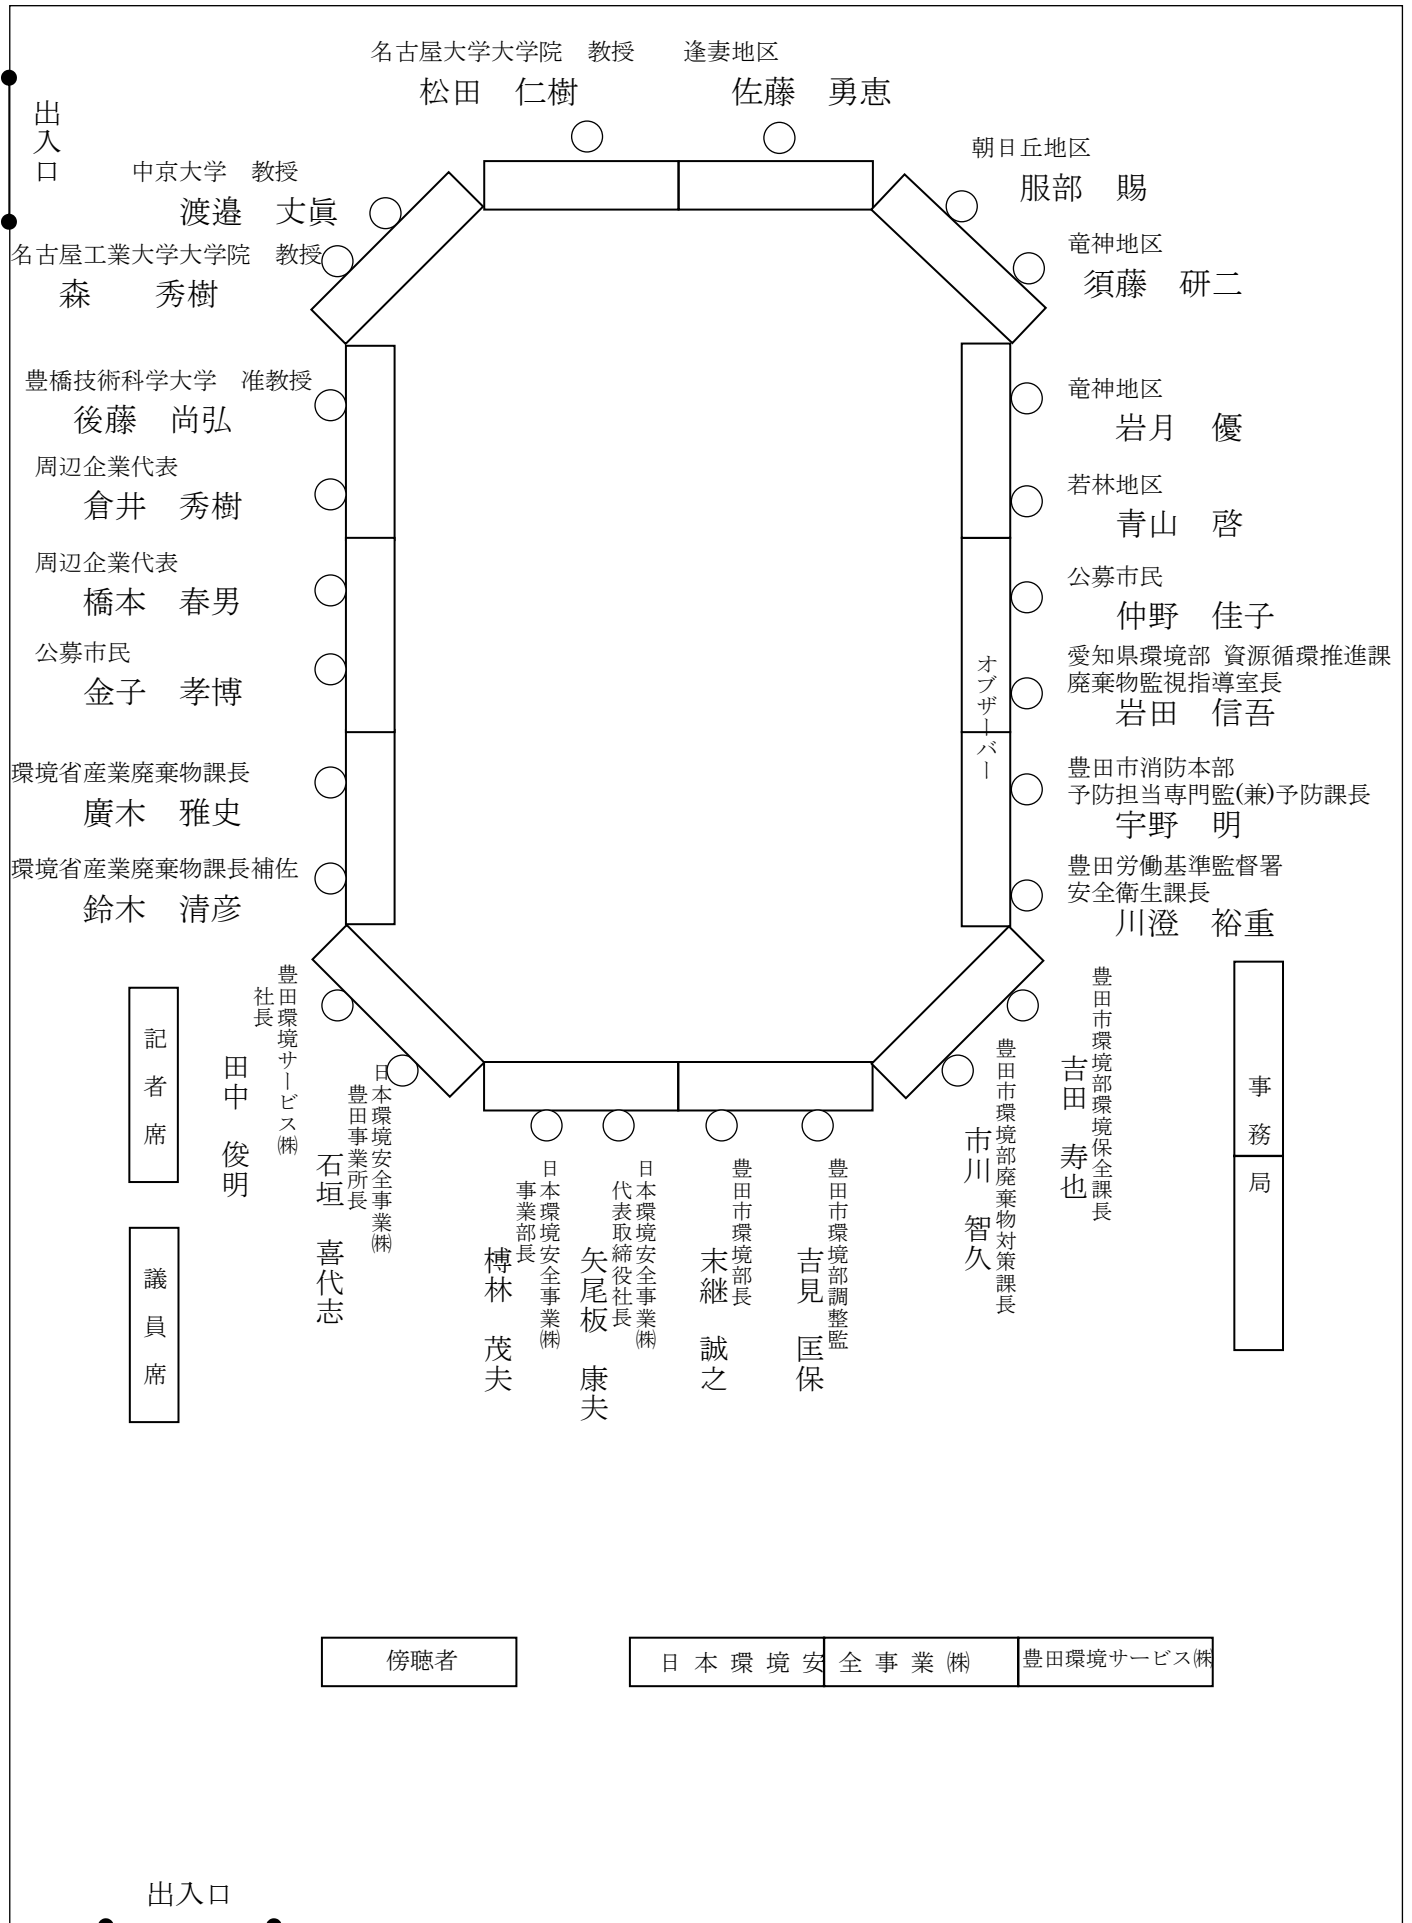 名古屋大学大学院　教授
松田　仁樹
逢妻地区
佐藤　勇恵
出入口
中京大学　教授
渡邉　丈眞
名古屋工業大学大学院　教授
森　　秀樹
朝日丘地区
服部　賜
竜神地区
須藤　研二
豊橋技術科学大学　准教授
後藤　尚弘
周辺企業代表
倉井　秀樹
周辺企業代表
橋本　春男
公募市民
金子　孝博
環境省産業廃棄物課長
廣木　雅史
環境省産業廃棄物課長補佐
鈴木　清彦
竜神地区
岩月　優
若林地区
青山　啓
公募市民
仲野　佳子
オブザーバー
愛知県環境部 資源循環推進課
廃棄物監視指導室長
岩田　信吾
豊田市消防本部
予防担当専門監(兼)予防課長
宇野　明
豊田労働基準監督署
安全衛生課長
川澄　裕重
豊田環境サービス㈱
社長
田中　俊明
日本環境安全事業㈱
豊田事業所長
石垣　喜代志
日本環境安全事業㈱
事業部長
榑林　茂夫
日本環境安全事業㈱
代表取締役社長
矢尾板　康夫
豊田市環境部長
末継　誠之
豊田市環境部調整監
吉見　匡保
豊田市環境部廃棄物対策課長
市川　智久
豊田市環境部環境保全課長
吉田　寿也
記者席
議員席
事務局
傍聴者
日本環境安全事業㈱
豊田環境サービス㈱
出入口